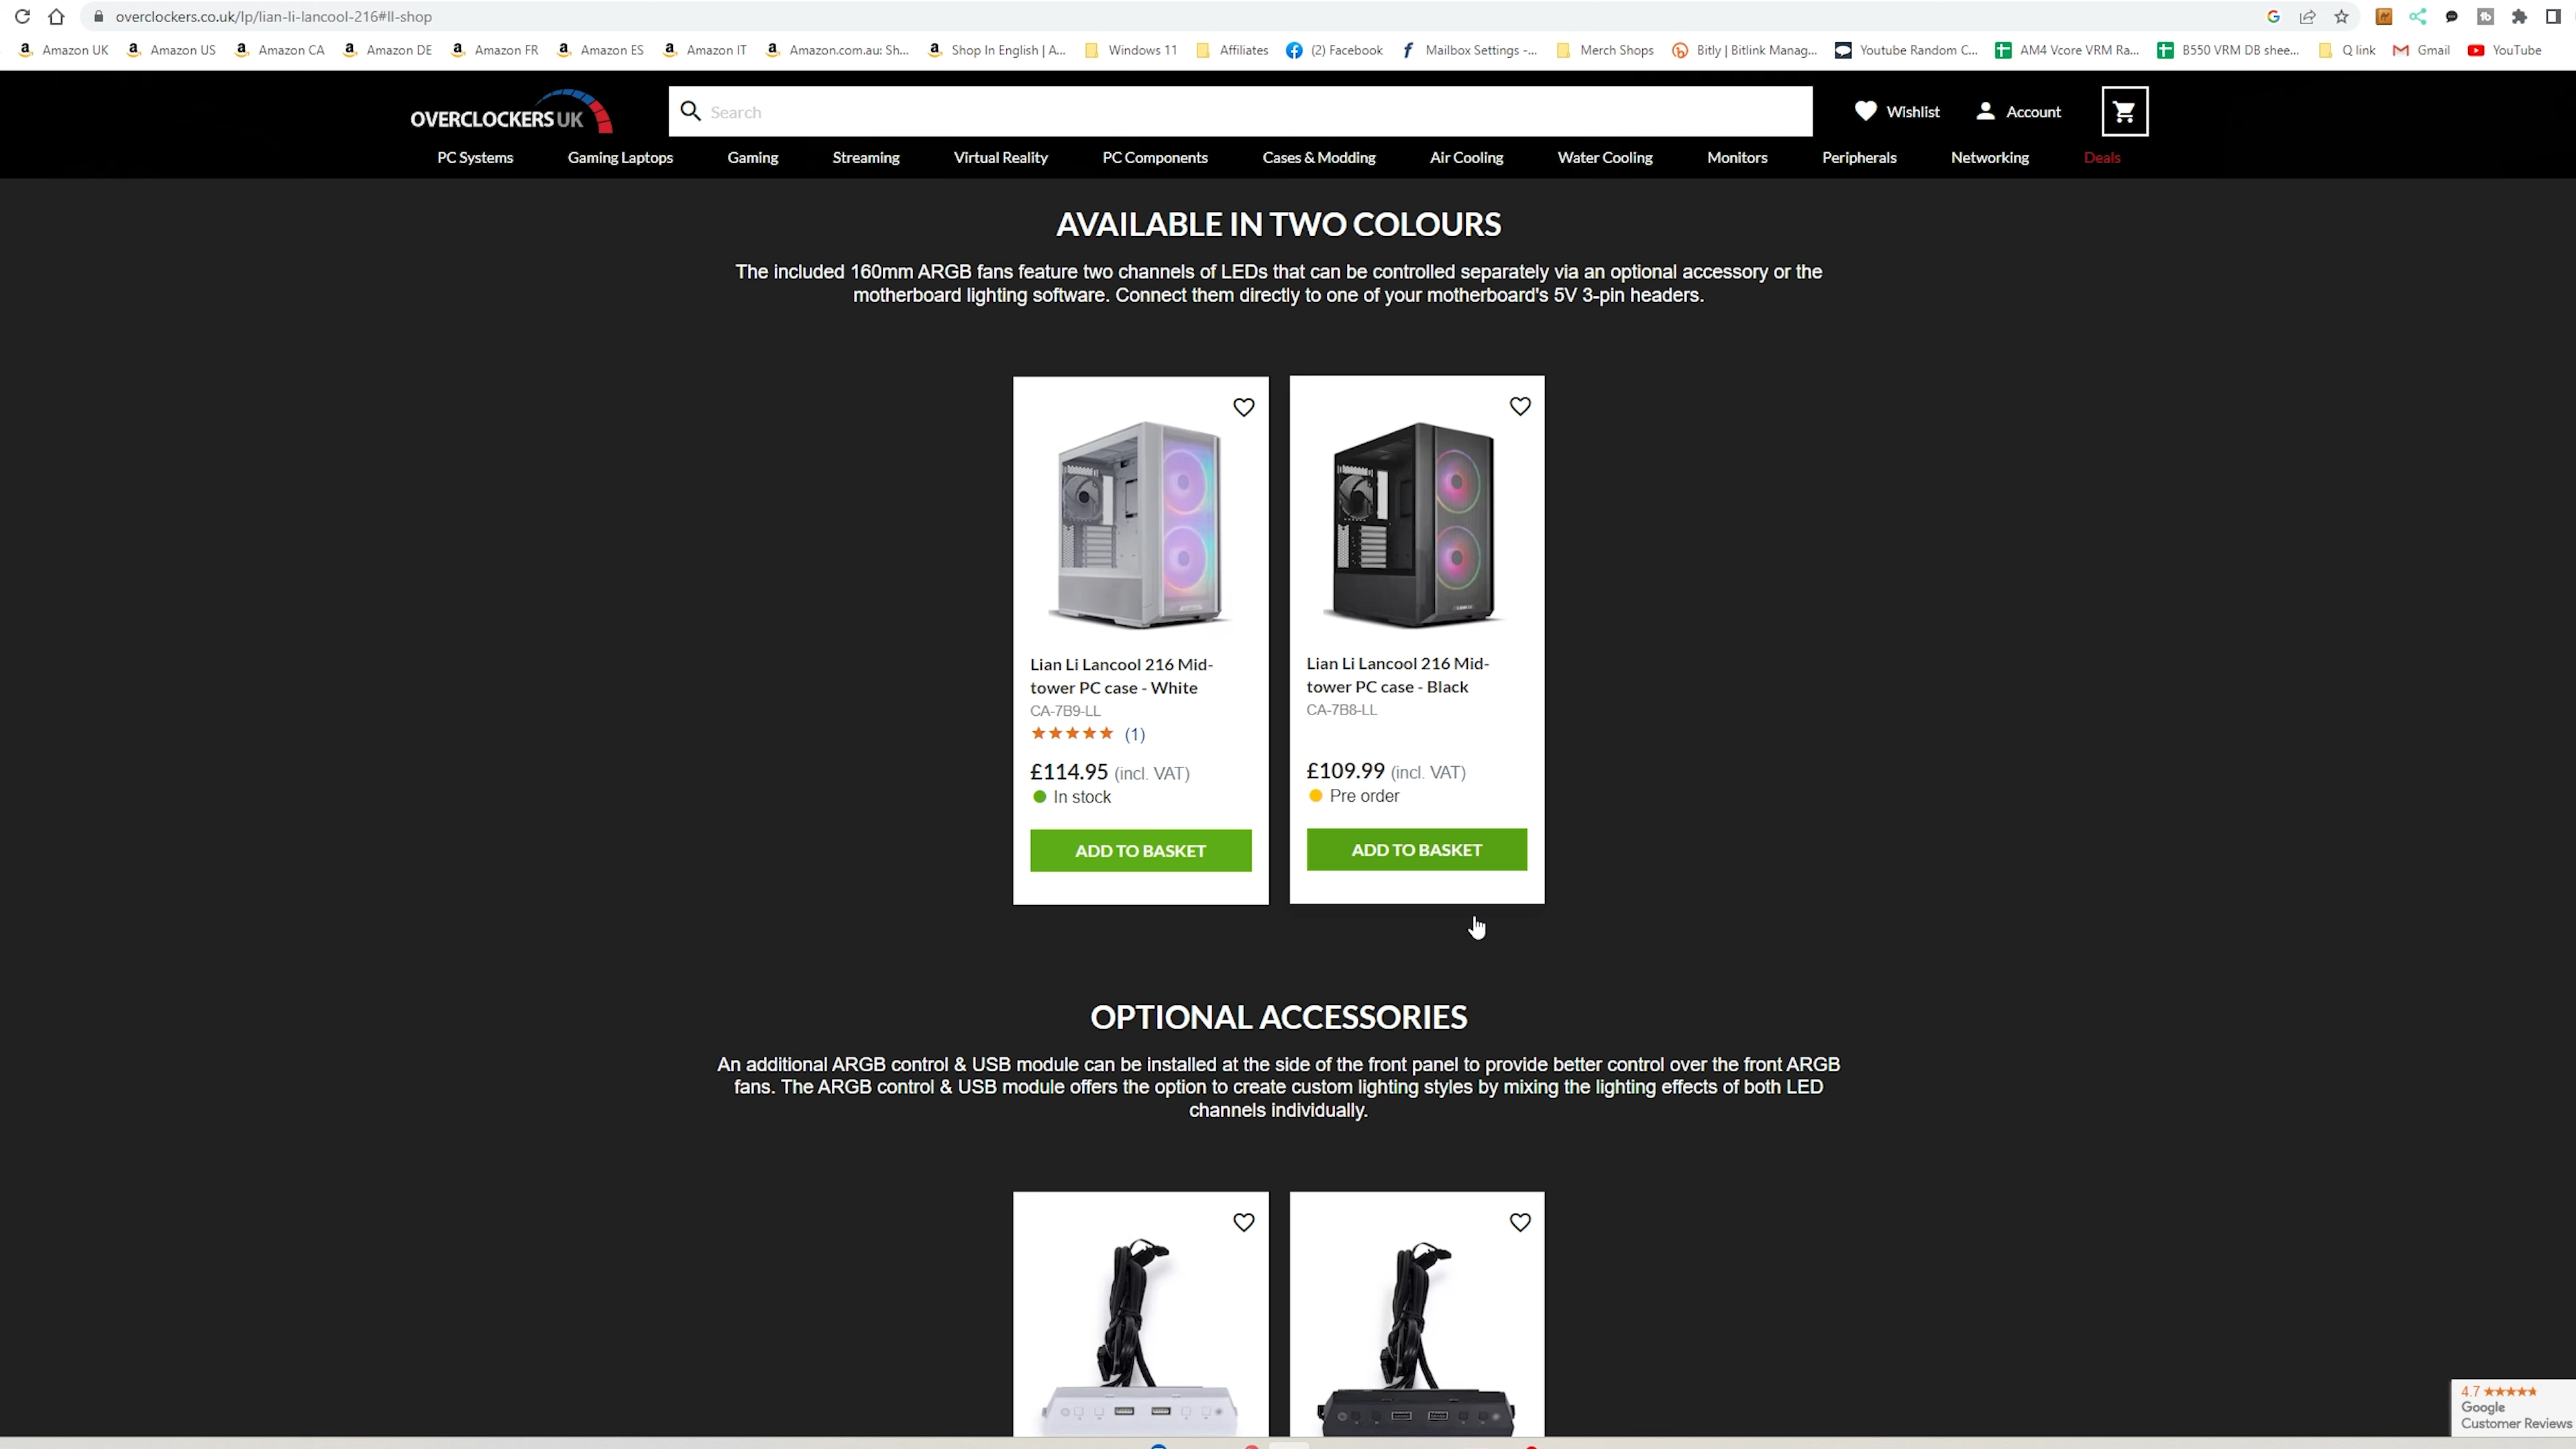 overclockers.co.uk/lp/lian-li-lancool-216#ll-shop
Amazon UK
Amazon US
Amazon CA
Amazon DE
Amazon FR
Amazon ES
Amazon IT
Amazon.com.au: Sh...
Shop In English | A...
Windows 11
Affiliates
(2) Facebook
Mailbox Settings -...
Merch Shops
Bitly | Bitlink Manag...
Youtube Random C...
AM4 Vcore VRM Ra...
B550 VRM DB shee...
Q link
Gmail
YouTube
OVERCLOCKERS UK
Search
Wishlist
Account
PC Systems
Gaming Laptops
Gaming
Streaming
Virtual Reality
PC Components
Cases & Modding
Air Cooling
Water Cooling
Monitors
Peripherals
Networking
Deals
AVAILABLE IN TWO COLOURS
The included 160mm ARGB fans feature two channels of LEDs that can be controlled separately via an optional accessory or the
motherboard lighting software. Connect them directly to one of your motherboard's 5V 3-pin headers.
Lian Li Lancool 216 Mid-
tower PC case - White
CA-7B9-LL
(1)
£114.95 (incl. VAT)
In stock
ADD TO BASKET
Lian Li Lancool 216 Mid-
tower PC case - Black
CA-7B8-LL
£109.99 (incl. VAT)
Pre order
ADD TO BASKET
OPTIONAL ACCESSORIES
An additional ARGB control & USB module can be installed at the side of the front panel to provide better control over the front ARGB
fans. The ARGB control & USB module offers the option to create custom lighting styles by mixing the lighting effects of both LED
channels individually.
4.7
Google
Customer Reviews